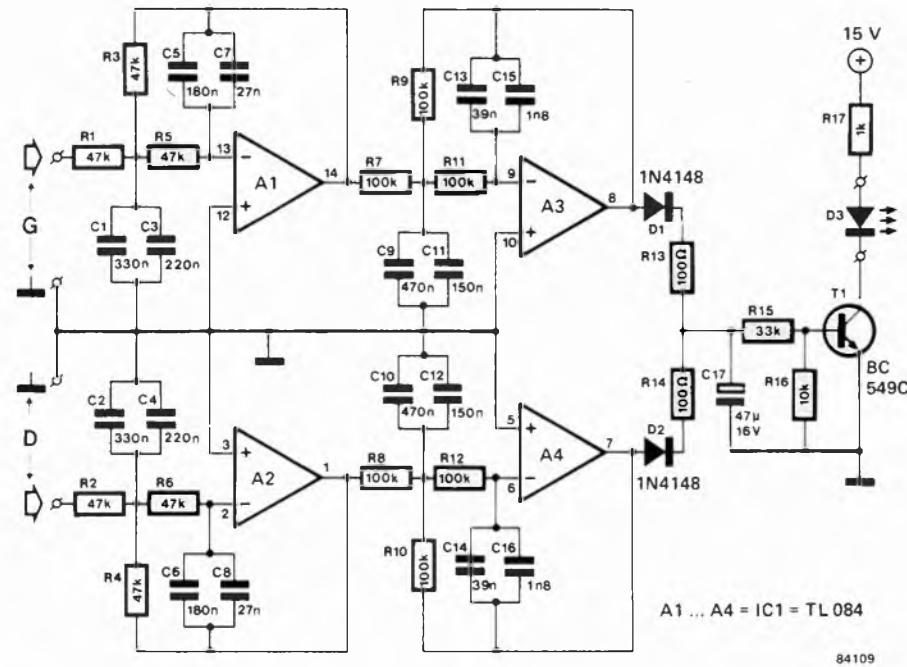 R3 47k
C5 180n
C7 27n
R9 100k
C13 39n
C15 1n8
15 V
+
R17 1k
R1 47k
R5 47k
13
−
A1
14
12
+
R7 100k
R11 100k
9
−
A3
8
10
+
1N4148
D1
D3
G
C1 330n
C3 220n
C9 470n
C11 150n
R13 100Ω
T1
R15 33k
BC
549C
R16 10k
C17
47µ
16V
R14 100Ω
D
C2 330n
C4 220n
C10 470n
C12 150n
3
+
A2
1
2
−
R2 47k
R6 47k
R8 100k
R12 100k
5
+
A4
7
6
−
D2
1N4148
R4 47k
C6 180n
C8 27n
R10 100k
C14 39n
C16 1n8
A1 ... A4 = IC1 = TL 084
84109